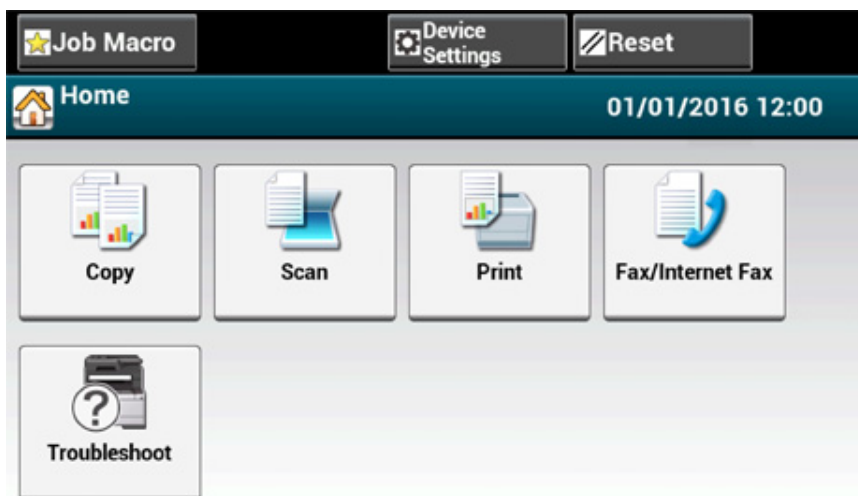 Job Macro
Device
Settings
Reset
Home
01/01/2016 12:00
Copy
Scan
Print
Fax/Internet Fax
?
Troubleshoot